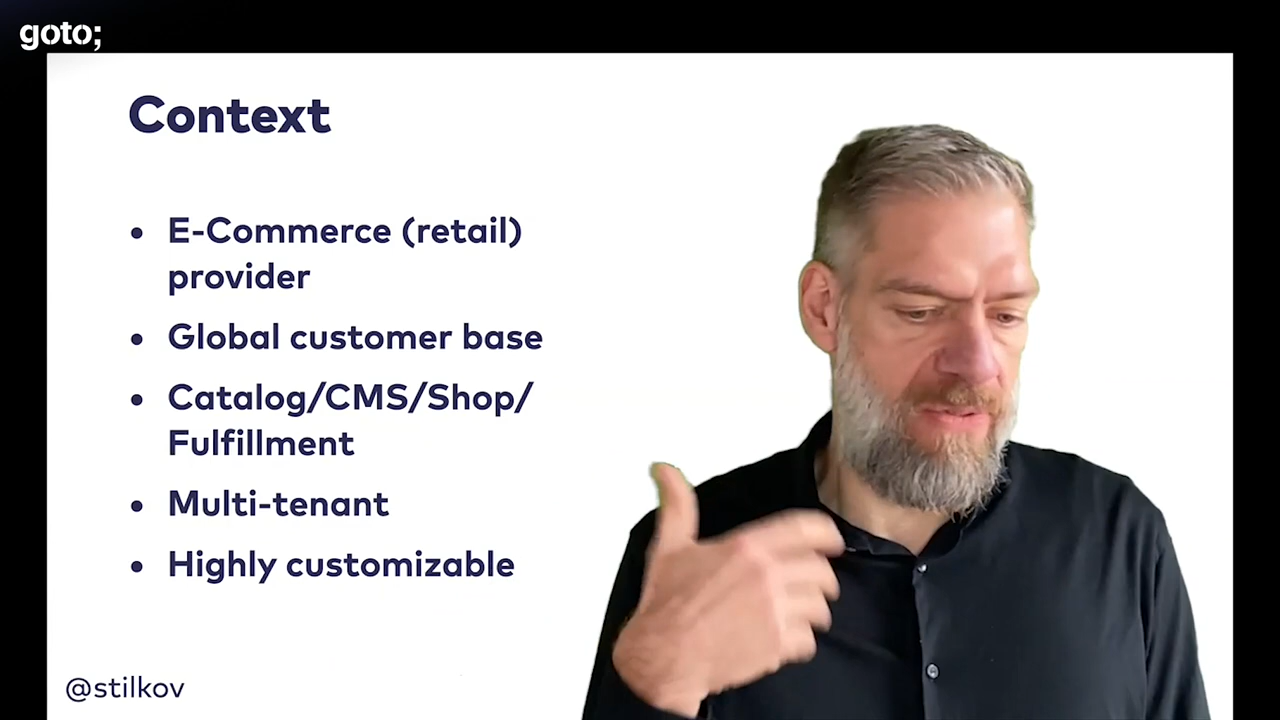 goto;
Context
• E-Commerce (retail)
provider
• Global customer base
• Catalog/CMS/Shop/
Fulfillment
• Multi-tenant
• Highly customizable
@stilkov